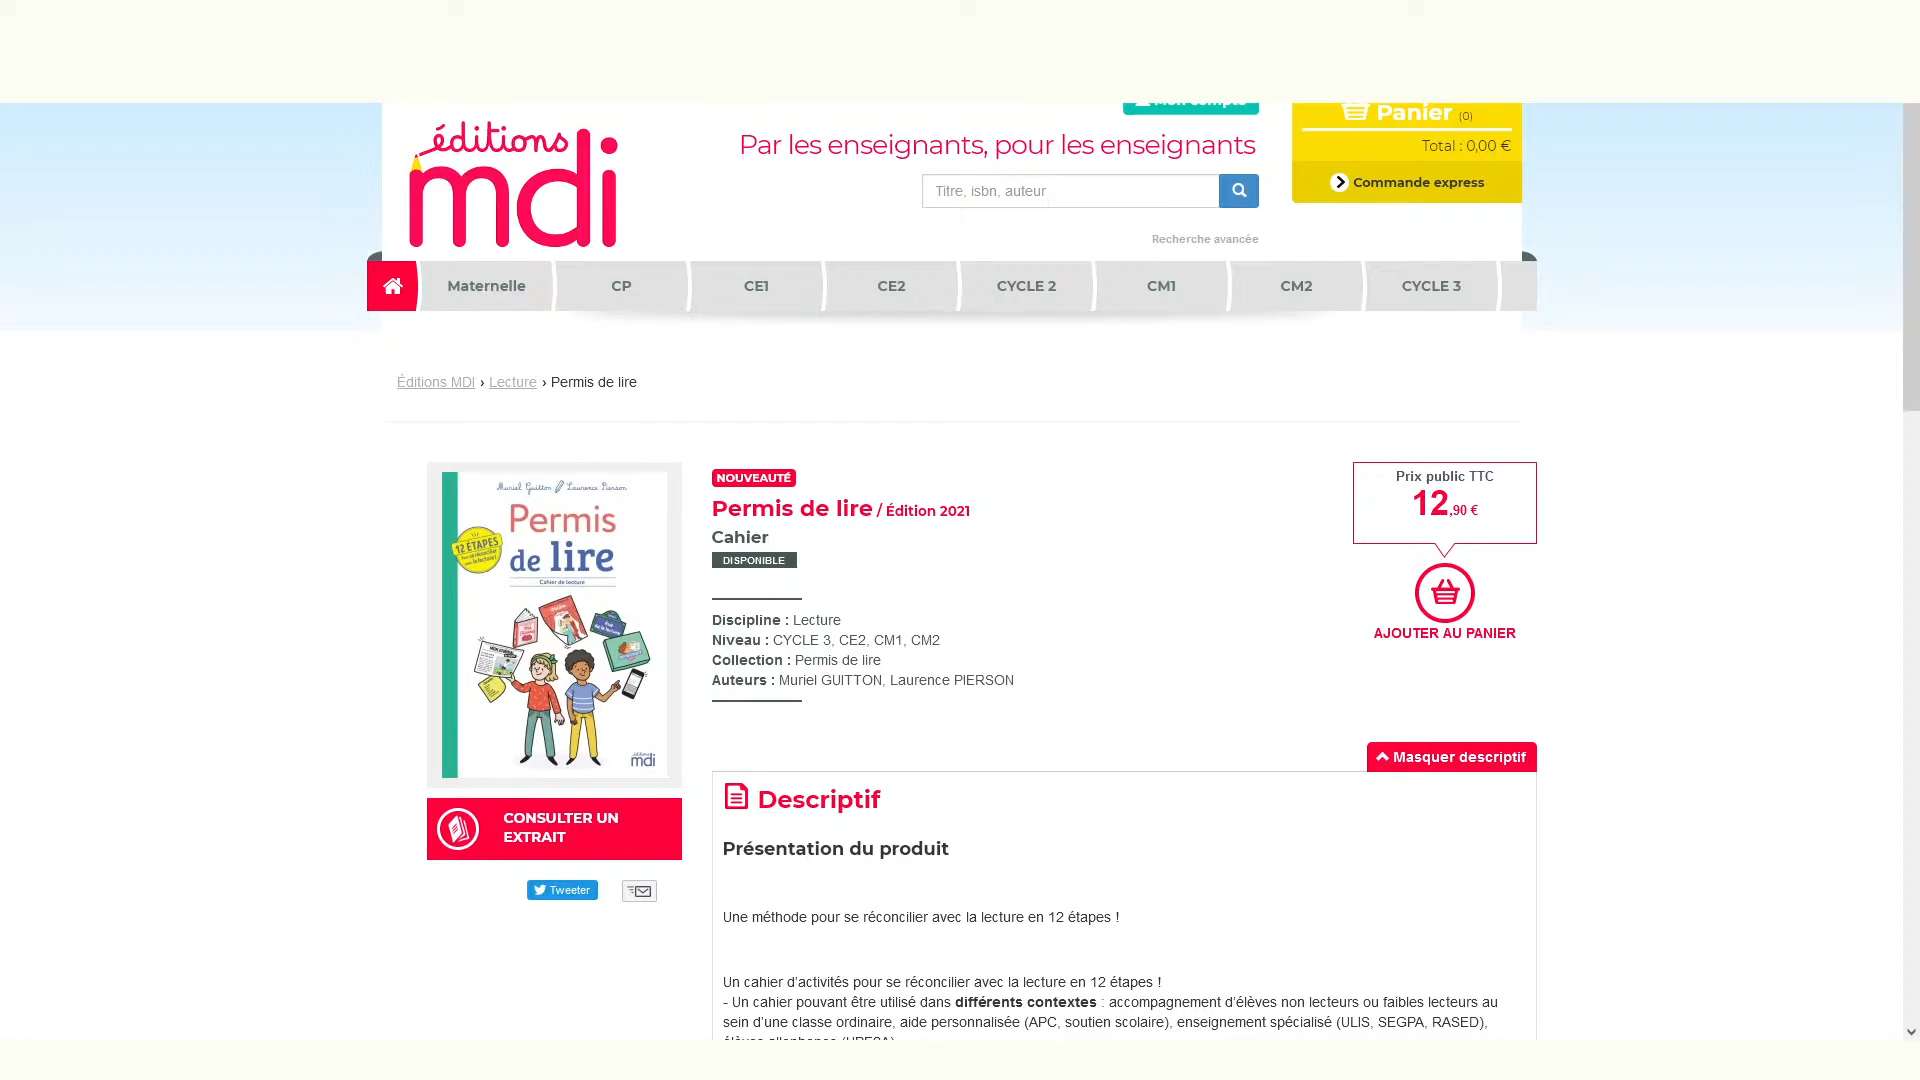 Mon compte
Panier (0)
éditions
mdi
Par les enseignants, pour les enseignants
Total : 0,00 €
Titre, isbn, auteur
Commande express
Recherche avancée
Maternelle
CP
CE1
CE2
CYCLE 2
CM1
CM2
CYCLE 3
Éditions MDI › Lecture › Permis de lire
Muriel Guitton Laurence Pierson
Permis
de lire
12 ÉTAPES
Cahier de lecture
éditions
mdi
NOUVEAUTÉ
Permis de lire / Édition 2021
Cahier
DISPONIBLE
Discipline : Lecture
Niveau : CYCLE 3, CE2, CM1, CM2
Collection : Permis de lire
Auteurs : Muriel GUITTON, Laurence PIERSON
Prix public TTC
12,90 €
AJOUTER AU PANIER
CONSULTER UN
EXTRAIT
Tweeter
Masquer descriptif
Descriptif
Présentation du produit
Une méthode pour se réconcilier avec la lecture en 12 étapes !
Un cahier d’activités pour se réconcilier avec la lecture en 12 étapes !
- Un cahier pouvant être utilisé dans différents contextes : accompagnement d’élèves non lecteurs ou faibles lecteurs au
sein d’une classe ordinaire, aide personnalisée (APC, soutien scolaire), enseignement spécialisé (ULIS, SEGPA, RASED),